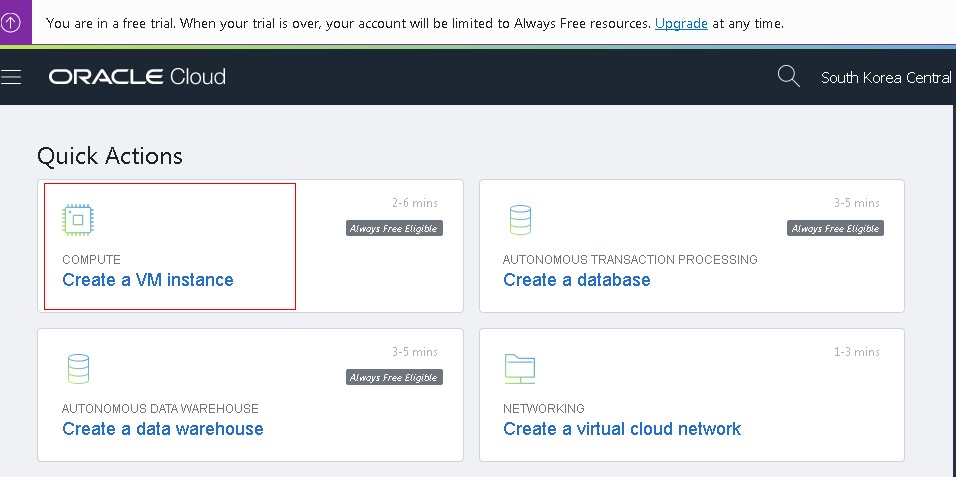 You are in a free trial. When your trial is over, your account will be limited to Always Free resources. Upgrade at any time.
ORACLE Cloud
South Korea Central
Quick Actions
2-6 mins
Always Free Eligible
COMPUTE
Create a VM instance
3-5 mins
Always Free Eligible
AUTONOMOUS TRANSACTION PROCESSING
Create a database
3-5 mins
Always Free Eligible
AUTONOMOUS DATA WAREHOUSE
Create a data warehouse
1-3 mins
NETWORKING
Create a virtual cloud network